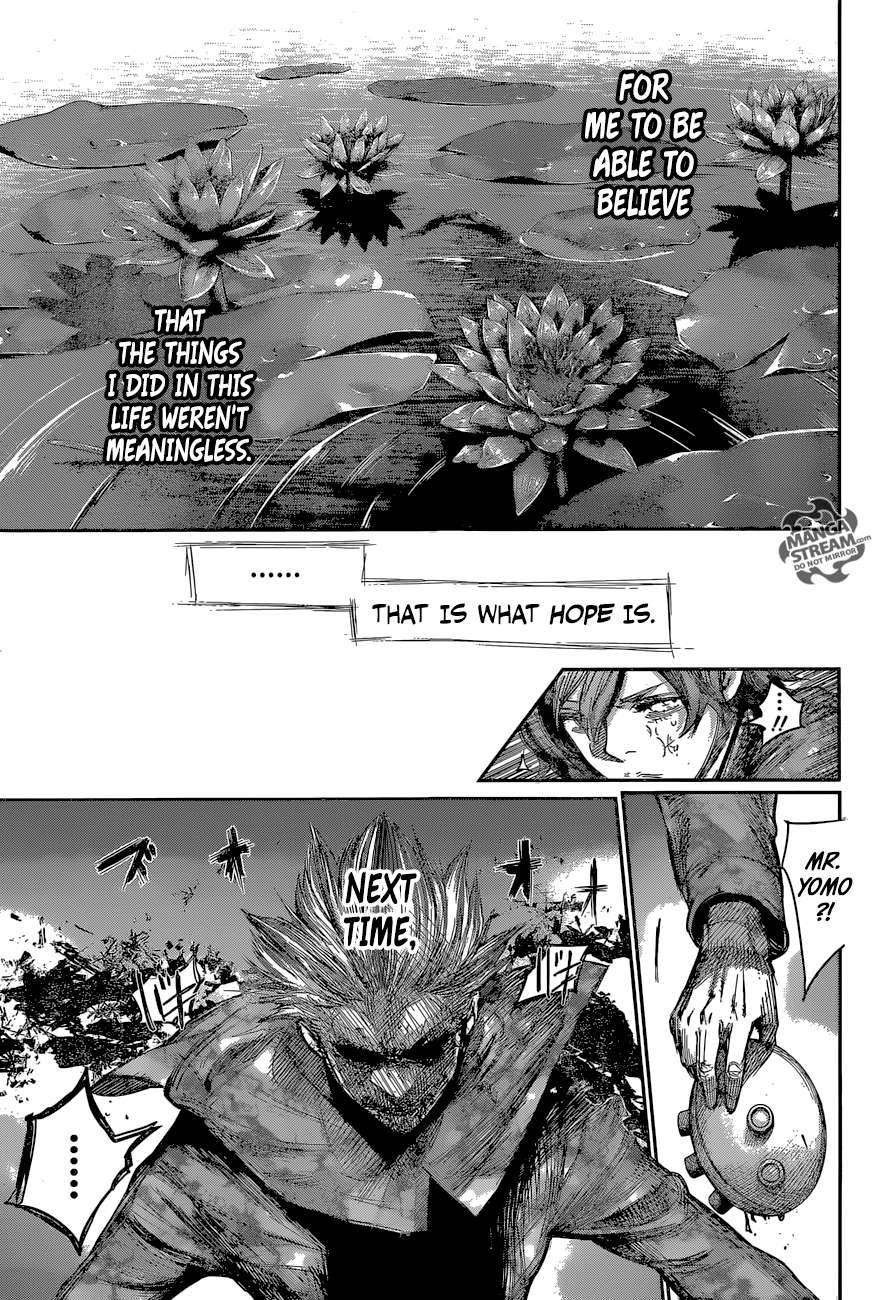 FOR
ME TO BE
ABLE TO
BELIEVE
THAT
THE THINGS
I DID IN THIS
LIFE WEREN'T
MEANINGLESS.
MANGA
STREAM.com
DO NOT MIRROR
......
THAT IS WHAT HOPE IS.
....!!
MR.
YOMO
?!
NEXT
TIME,
.....